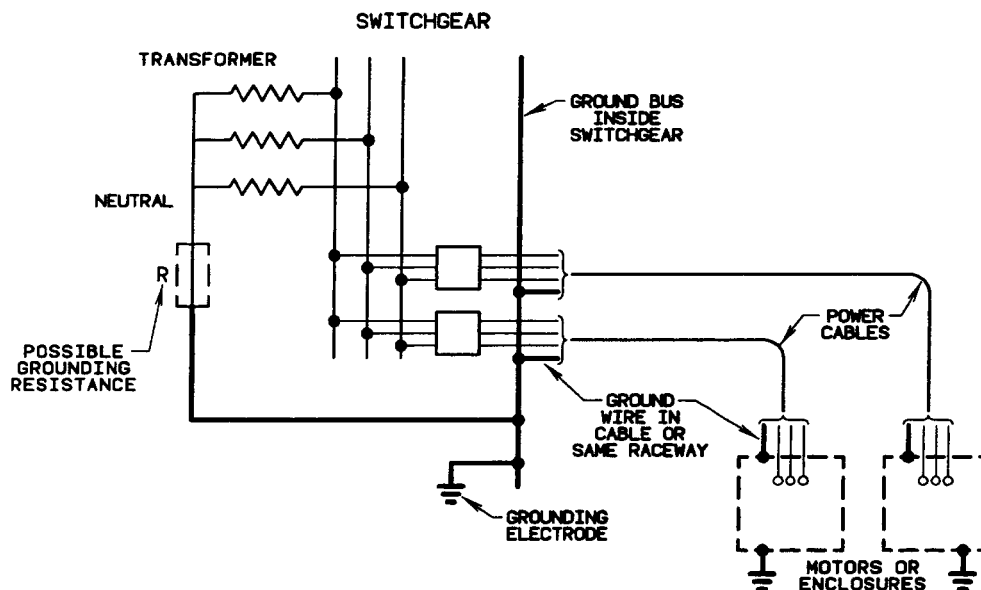 SWITCHGEAR
TRANSFORMER
GROUND BUS
INSIDE
SWITCHGEAR
NEUTRAL
R
POSSIBLE
GROUNDING
RESISTANCE
POWER
CABLES
GROUND
WIRE IN
CABLE OR
SAME RACEWAY
GROUNDING
ELECTRODE
MOTORS OR
ENCLOSURES